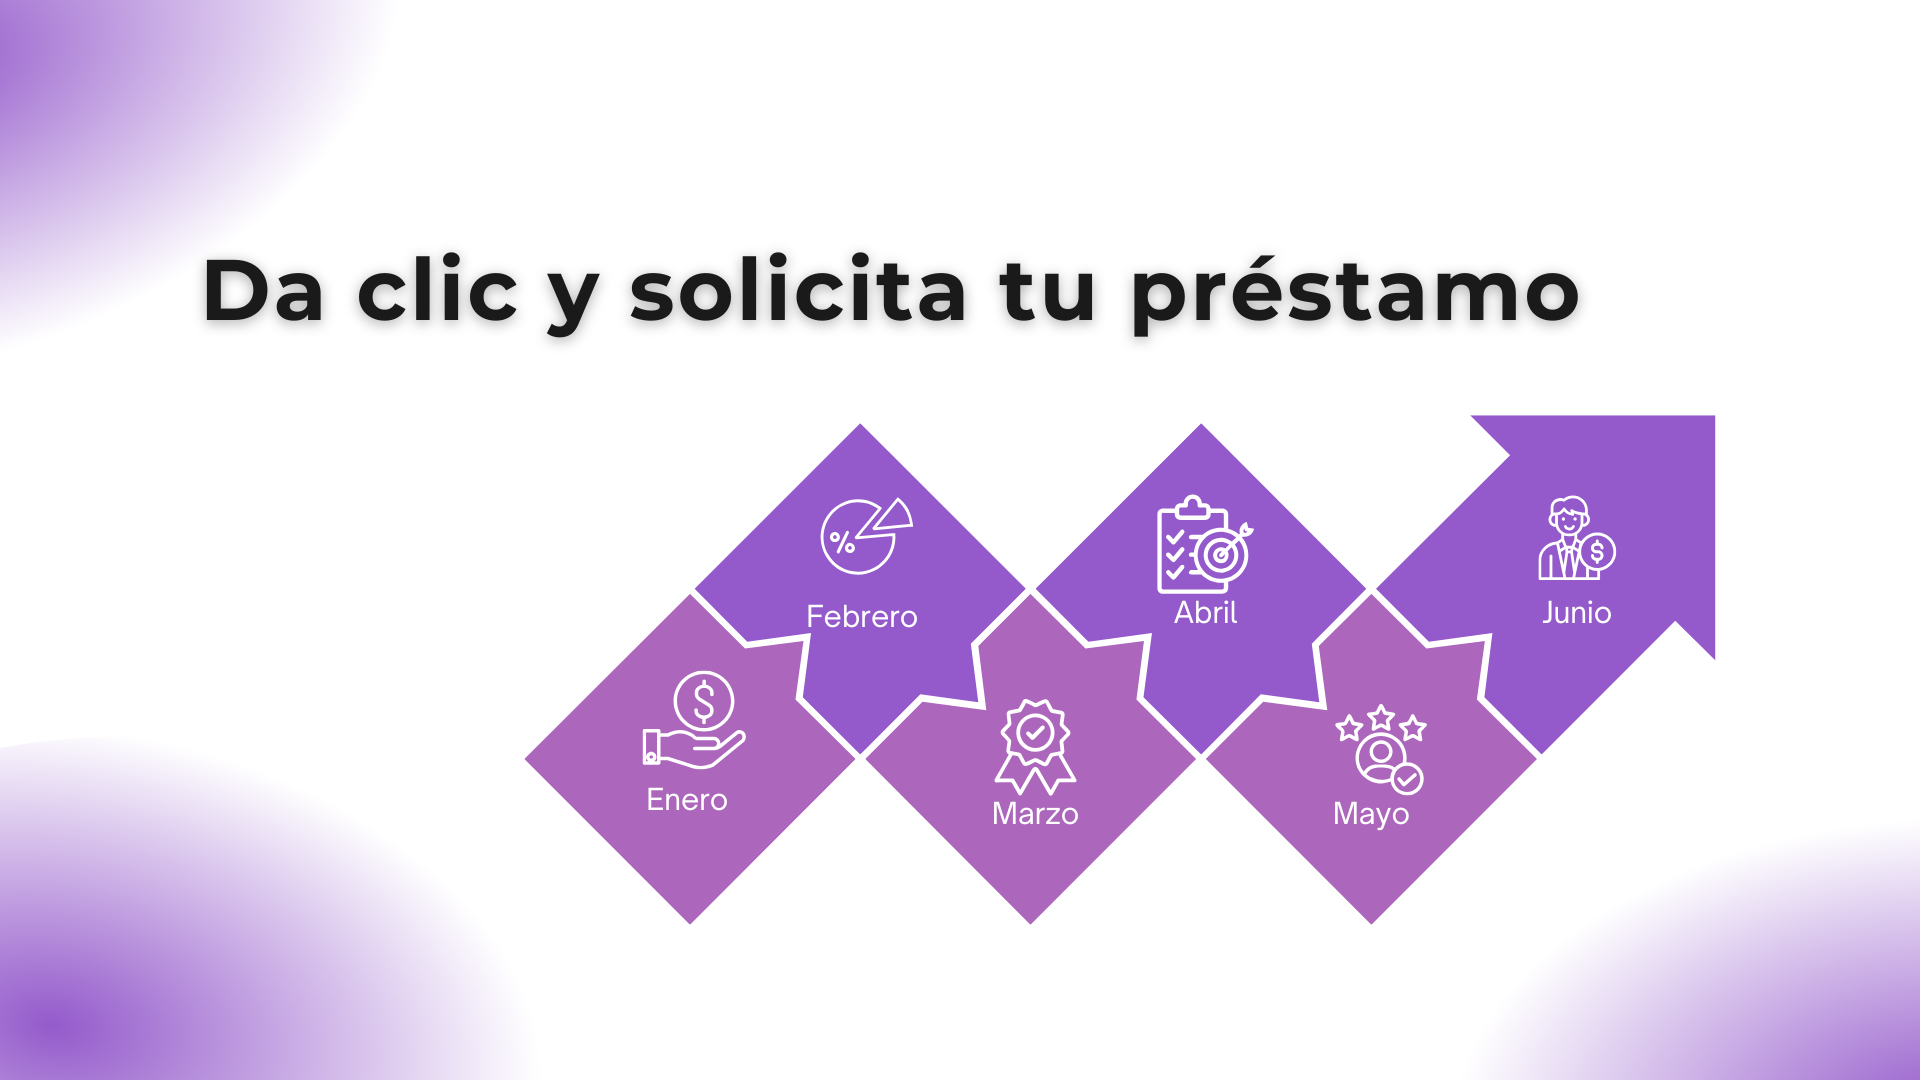 Da clic y solicita tu préstamo
Enero
Febrero
Marzo
Abril
Mayo
Junio